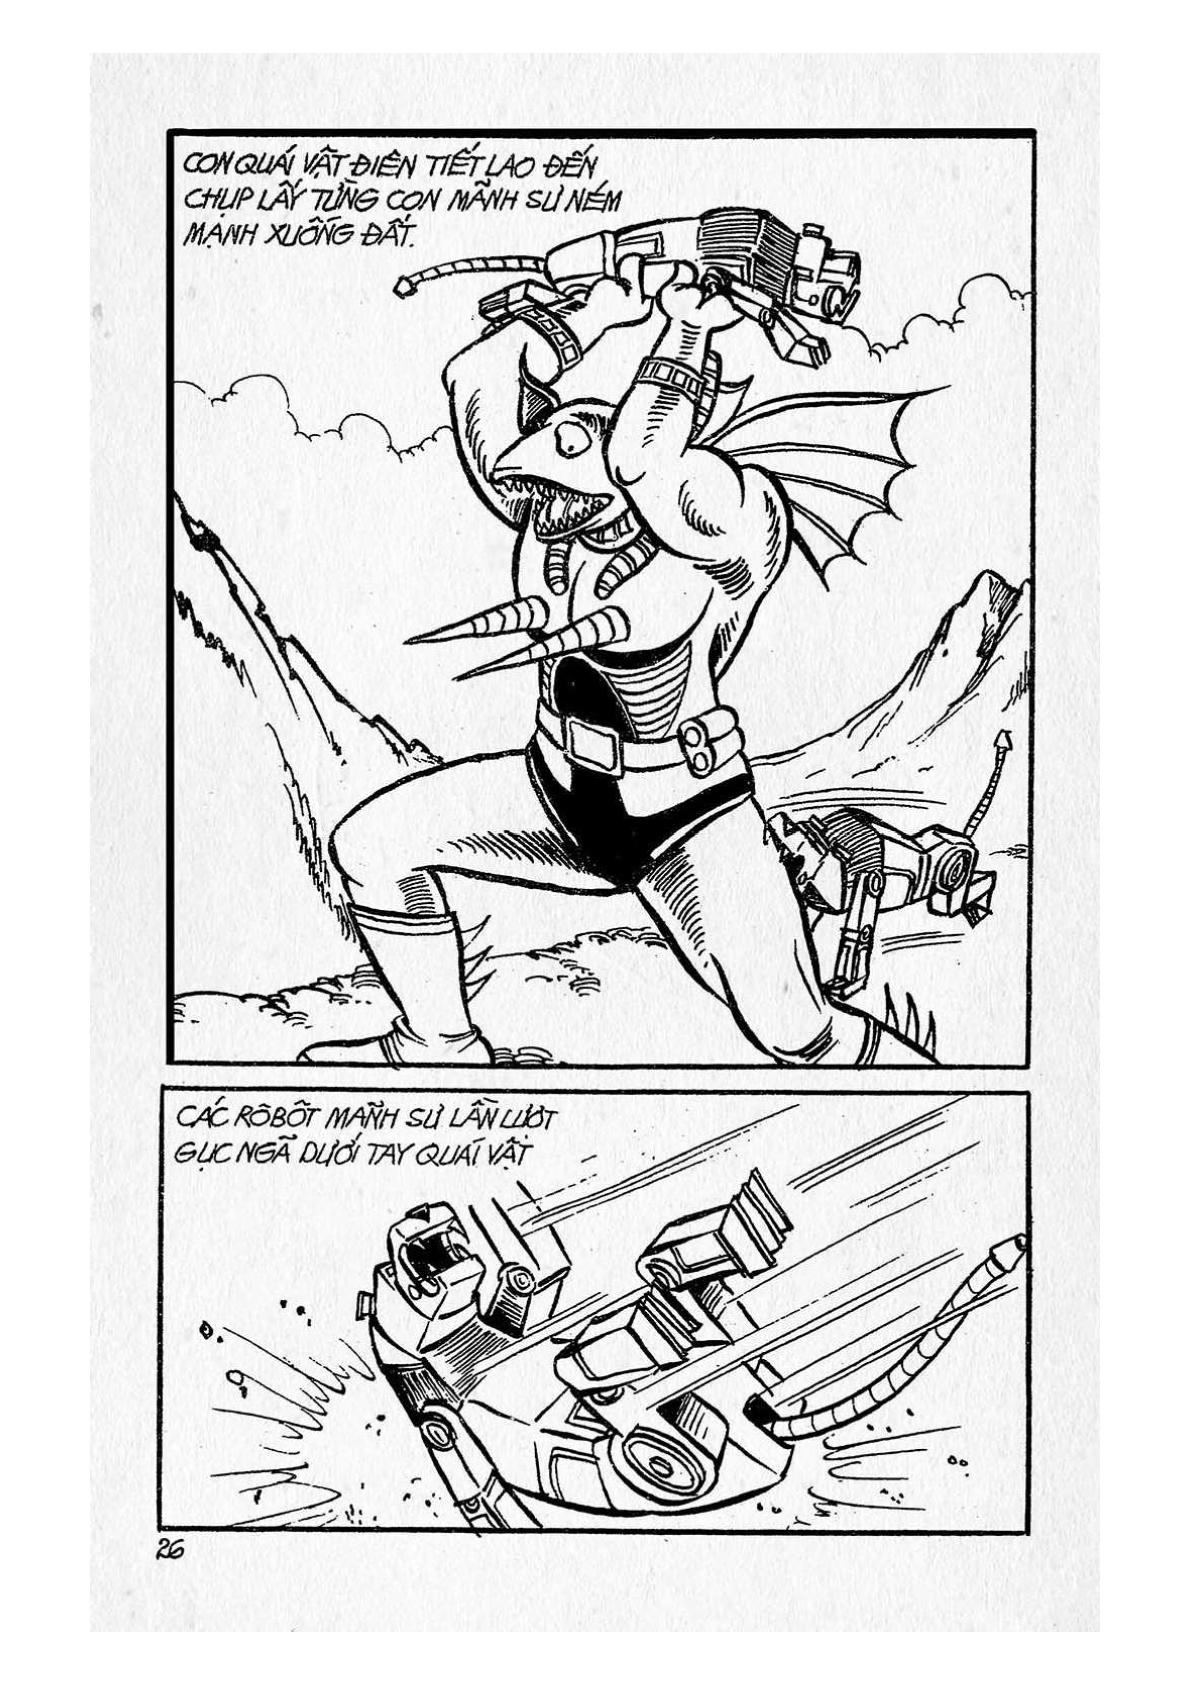 CON QUÁI VẬT ĐIÊN TIẾT LAO ĐẾN
CHỤP LẤY TỪNG CON MÃNH SƯ NÉM
MẠNH XUỐNG ĐẤT.
CÁC RÔBỐT MÃNH SƯ LẦN LƯỢT
GỤC NGÃ DƯỚI TAY QUÁI VẬT.
26